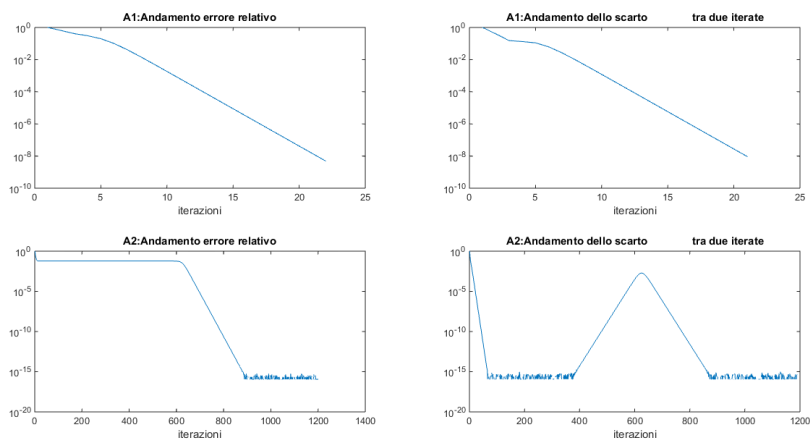 A1:Andamento errore relativo
10^0
10^-2
10^-4
10^-6
10^-8
10^-10
0 5 10 15 20 25
iterazioni
A1:Andamento dello scarto tra due iterate
10^0
10^-2
10^-4
10^-6
10^-8
10^-10
0 5 10 15 20 25
iterazioni
A2:Andamento errore relativo
10^0
10^-5
10^-10
10^-15
10^-20
0 200 400 600 800 1000 1200 1400
iterazioni
A2:Andamento dello scarto tra due iterate
10^0
10^-5
10^-10
10^-15
10^-20
0 200 400 600 800 1000 1200
iterazioni